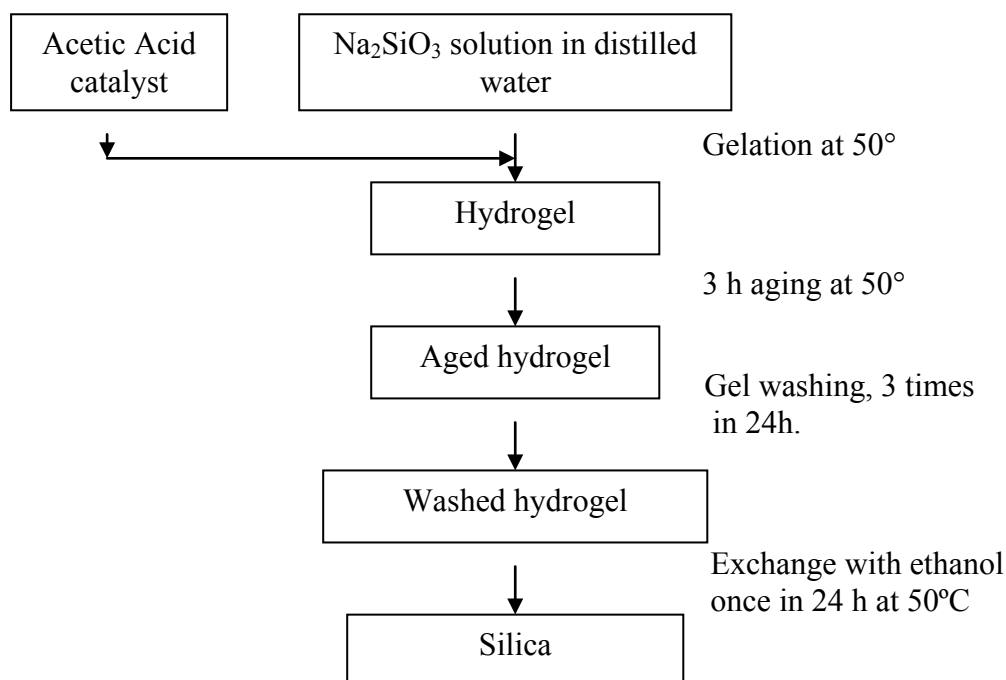 Acetic Acid
catalyst
Na₂SiO₃ solution in distilled
water
Gelation at 50°
Hydrogel
3 h aging at 50°
Aged hydrogel
Gel washing, 3 times
in 24h.
Washed hydrogel
Exchange with ethanol
once in 24 h at 50ºC
Silica